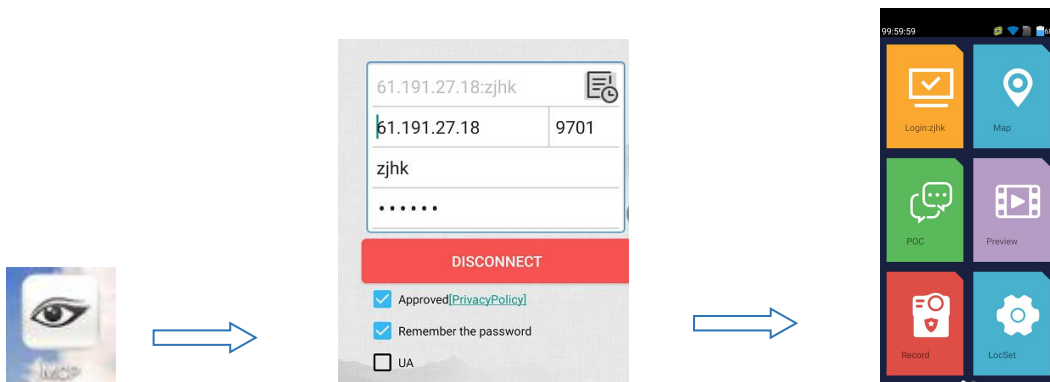 61.191.27.18:zjhk
61.191.27.18 9701
zjhk
DISCONNECT
Approved[PrivacyPolicy]
Remember the password
UA
99:59:59
Login:zjhk
Map
POC
Preview
Record
LocSet